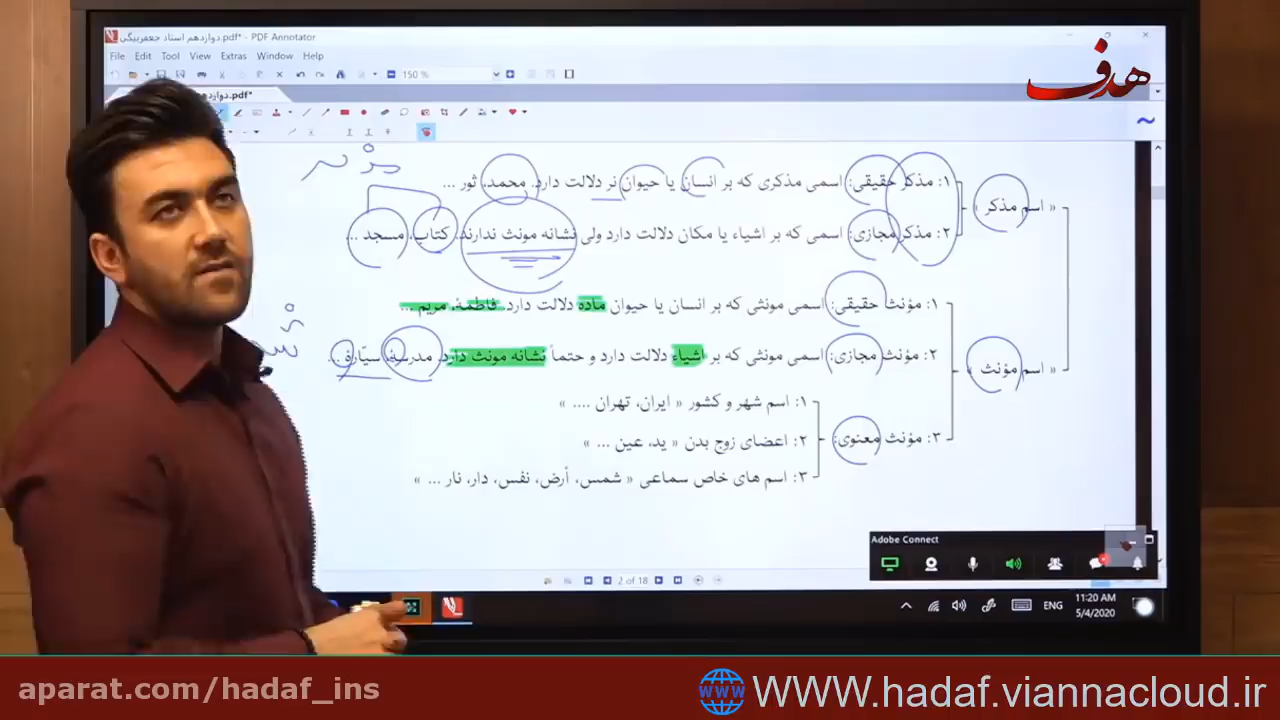 دوازدهم استاد جعفربیگی.pdf* - PDF Annotator
File Edit Tool View Extras Window Help
150 %
هدف
مذکر
« اسم مذکر »
۱: مذکر حقیقی: اسمی مذکری که بر انسان یا حیوان نر دلالت دارد. محمد، ثور ...
۲: مذکر مجازی: اسمی که بر اشیاء یا مکان دلالت دارد ولی نشانه مونث ندارند. کتاب، مسجد ...
۱: مؤنث حقیقی: اسمی مونثی که بر انسان یا حیوان ماده دلالت دارد. فاطمة، مریم ...
۲: مؤنث مجازی: اسمی مونثی که بر اشیاء دلالت دارد و حتماً نشانه مونث دارد. مدرسة، سیّارة ...
« اسم مؤنث »
۱: اسم شهر و کشور « ایران، تهران .... »
۳: مؤنث معنوی: ۲: اعضای زوج بدن « ید، عین ... »
۳: اسم های خاص سماعی « شمس، أرض، نفس، دار، نار ... »
Adobe Connect
2 of 18
ENG
11:20 AM
5/4/2020
aparat.com/hadaf_ins
WWW.hadaf.viannacloud.ir